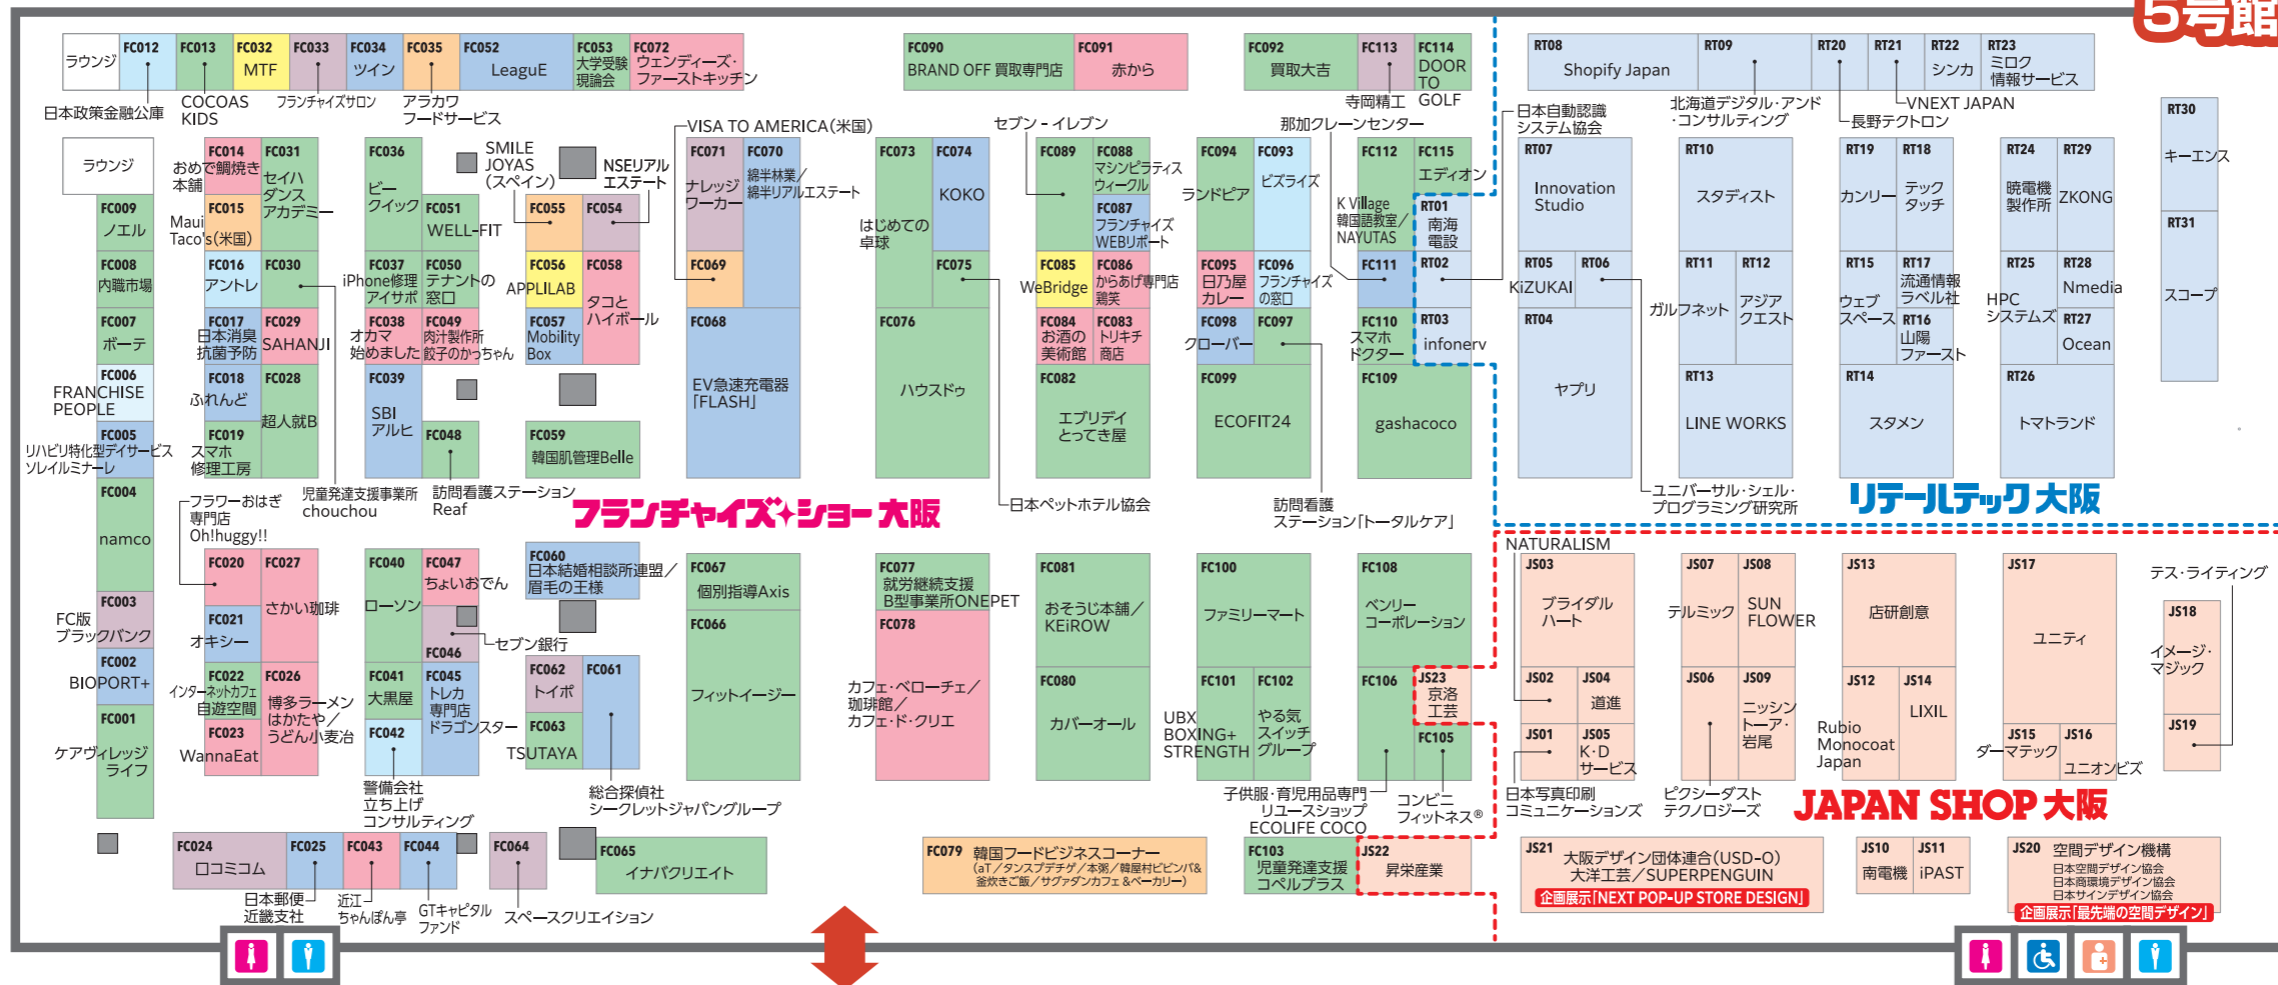 5号館
ラウンジ
FC012
日本政策金融公庫
FC013
COCOAS
KIDS
FC032
MTF
FC033
フランチャイズサロン
FC034
ツイン
FC035
アラカワ
フードサービス
FC052
LeaguE
FC053
大学受験
現論会
FC072
ウェンディーズ・
ファーストキッチン
FC090
BRAND OFF 買取専門店
FC091
赤から
FC092
買取大吉
FC113
寺岡精工
FC114
DOOR
TO
GOLF
RT08
Shopify Japan
RT09
北海道デジタル・アンド
・コンサルティング
RT20
長野テクトロン
RT21
VNEXT JAPAN
RT22
シンカ
RT23
ミロク
情報サービス
RT30
キーエンス
RT31
スコープ
ラウンジ
FC009
ノエル
FC008
内職市場
FC007
ボーテ
FC006
FRANCHISE
PEOPLE
FC005
リハビリ特化型デイサービス
ソレイルミナーレ
FC004
namco
FC003
FC版
ブラックバンク
FC002
BIOPORT+
FC001
ケアヴィレッジ
ライフ
FC014
おめで鯛焼き
本舗
FC031
セイハ
ダンス
アカデミー
FC015
Maui
Taco's(米国)
FC016
アントレ
FC030
児童発達支援事業所
chouchou
FC017
日本消臭
抗菌予防
FC029
SAHANJI
FC018
ふれんど
FC028
超人就B
FC019
スマホ
修理工房
FC036
ビー
クイック
FC051
WELL-FIT
FC037
iPhone修理
アイサポ
FC050
テナントの
窓口
FC038
オカマ
始めました
FC049
肉汁製作所
餃子のかっちゃん
FC039
SBI
アルヒ
FC048
訪問看護ステーション
Reaf
SMILE
JOYAS
(スペイン)
FC055
NSEリアル
エステート
FC054
FC056
APPLILAB
FC058
タコと
ハイボール
FC057
Mobility
Box
FC059
韓国肌管理Belle
VISA TO AMERICA(米国)
FC071
ナレッジ
ワーカー
FC070
綿半林業/
綿半リアルエステート
FC069
FC068
EV急速充電器
「FLASH」
FC073
はじめての
卓球
FC074
KOKO
FC075
日本ペットホテル協会
FC076
ハウスドゥ
セブン-イレブン
FC089
FC088
マシンピラティス
ウィークル
FC087
フランチャイズ
WEBリポート
FC085
WeBridge
FC086
からあげ専門店
鶏笑
FC084
お酒の
美術館
FC083
トリキチ
商店
FC082
エブリデイ
とってき屋
FC094
ランドピア
FC093
ビズライズ
FC095
日乃屋
カレー
FC096
フランチャイズ
の窓口
FC098
クローバー
FC097
訪問看護
ステーション「トータルケア」
FC099
ECOFIT24
那加クレーンセンター
FC112
K Village
韓国語教室/
NAYUTAS
FC115
エディオン
FC111
FC110
スマホ
ドクター
FC109
gashacoco
日本自動認識
システム協会
RT01
南海
電設
RT02
RT03
infonerv
RT07
Innovation
Studio
RT05
KiZUKAI
RT06
ユニバーサル・シェル・
プログラミング研究所
RT04
ヤプリ
RT10
スタディスト
RT11
ガルフネット
RT12
アジア
クエスト
RT13
LINE WORKS
RT19
カンリー
RT18
テック
タッチ
RT15
ウェブ
スペース
RT17
流通情報
ラベル社
RT16
山陽
ファースト
RT14
スタメン
RT24
暁電機
製作所
RT29
ZKONG
RT25
HPC
システムズ
RT28
Nmedia
RT27
Ocean
RT26
トマトランド
フランチャイズ・ショー大阪
リテールテック大阪
フラワーおはぎ
専門店
Oh!huggy!!
FC020
FC027
さかい珈琲
FC021
オキシー
FC022
インターネットカフェ
自遊空間
FC026
博多ラーメン
はかたや/
うどん小麦冶
FC023
WannaEat
FC040
ローソン
FC047
ちょいおでん
FC046
セブン銀行
FC041
大黒屋
FC045
トレカ
専門店
ドラゴンスター
FC042
警備会社
立ち上げ
コンサルティング
FC060
日本結婚相談所連盟/
眉毛の王様
FC062
トイポ
FC061
総合探偵社
シークレットジャパングループ
FC063
TSUTAYA
FC067
個別指導Axis
FC066
フィットイージー
FC077
就労継続支援
B型事業所ONEPET
FC078
カフェ・ベローチェ/
珈琲館/
カフェ・ド・クリエ
FC081
おそうじ本舗/
KEiROW
FC080
カバーオール
FC100
ファミリーマート
FC101
UBX
BOXING+
STRENGTH
FC102
やる気
スイッチ
グループ
FC108
ベンリー
コーポレーション
FC106
子供服・育児用品専門
リユースショップ
ECOLIFE COCO
JS23
京洛
工芸
FC105
コンビニ
フィットネス®
NATURALISM
JS03
ブライダル
ハート
JS02
JS04
道進
JS01
日本写真印刷
コミュニケーションズ
JS05
K・D
サービス
JS07
テルミック
JS08
SUN
FLOWER
JS06
ピクシーダスト
テクノロジーズ
JS09
ニッシン
トーア・
岩尾
JS13
店研創意
JS12
Rubio
Monocoat
Japan
JS14
LIXIL
JS17
ユニティ
JS15
ダーマテック
JS16
ユニオンビズ
テス・ライティング
JS18
イメージ・
マジック
JS19
JAPAN SHOP 大阪
FC024
口コミコム
FC025
日本郵便
近畿支社
FC043
近江
ちゃんぽん亭
FC044
GTキャピタル
ファンド
FC064
スペースクリエイション
FC065
イナバクリエイト
FC079
韓国フードビジネスコーナー
(aT/タンスプデチゲ/本粥/韓屋村ビビンバ&
釜炊きご飯/サグァダンカフェ&ベーカリー)
FC103
児童発達支援
コペルプラス
JS22
昇栄産業
JS21
大阪デザイン団体連合(USD-O)
大洋工芸/SUPERPENGUIN
企画展示「NEXT POP-UP STORE DESIGN」
JS10
南電機
JS11
iPAST
JS20
空間デザイン機構
日本空間デザイン協会
日本商環境デザイン協会
日本サインデザイン協会
企画展示「最先端の空間デザイン」